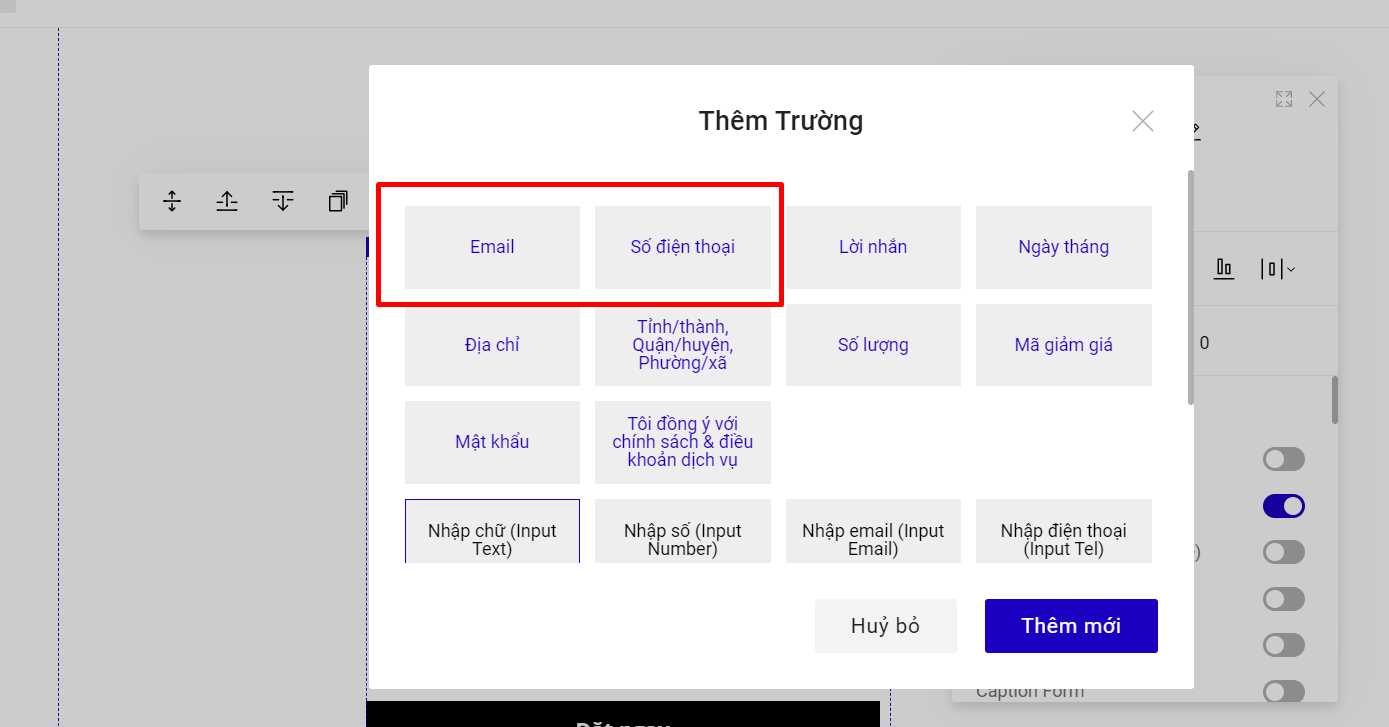 Thêm Trường
Email
Số điện thoại
Lời nhắn
Ngày tháng
0
Địa chỉ
Tỉnh/thành,
Quận/huyện,
Phường/xã
Số lượng
Mã giảm giá
Mật khẩu
Tôi đồng ý với
chính sách & điều
khoản dịch vụ
Nhập chữ (Input
Text)
Nhập số (Input
Number)
Nhập email (Input
Email)
Nhập điện thoại
(Input Tel)
)
Huỷ bỏ
Thêm mới
Caption Form
Đặt ngay